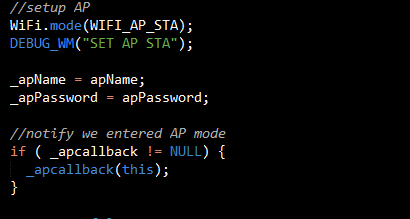 //setup AP
WiFi.mode(WIFI_AP_STA);
DEBUG_WM("SET AP STA");
_apName = apName;
_apPassword = apPassword;
//notify we entered AP mode
if ( _apcallback != NULL) {
_apcallback(this);
}